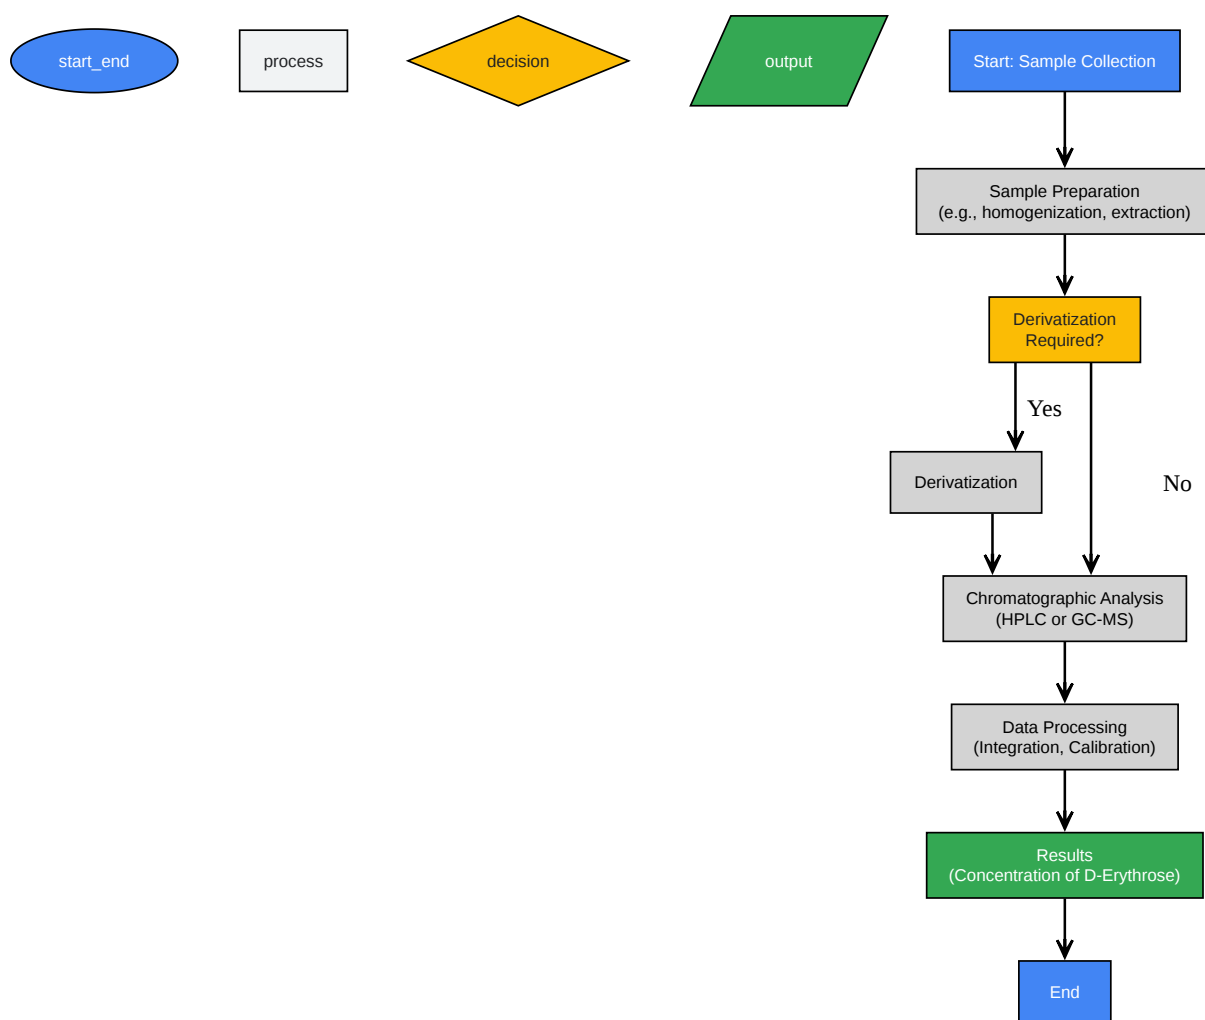 start_end
process
decision
output
Start: Sample Collection
Sample Preparation
(e.g., homogenization, extraction)
Derivatization
Required?
Yes
Derivatization
No
Chromatographic Analysis
(HPLC or GC-MS)
Data Processing
(Integration, Calibration)
Results
(Concentration of D-Erythrose)
End